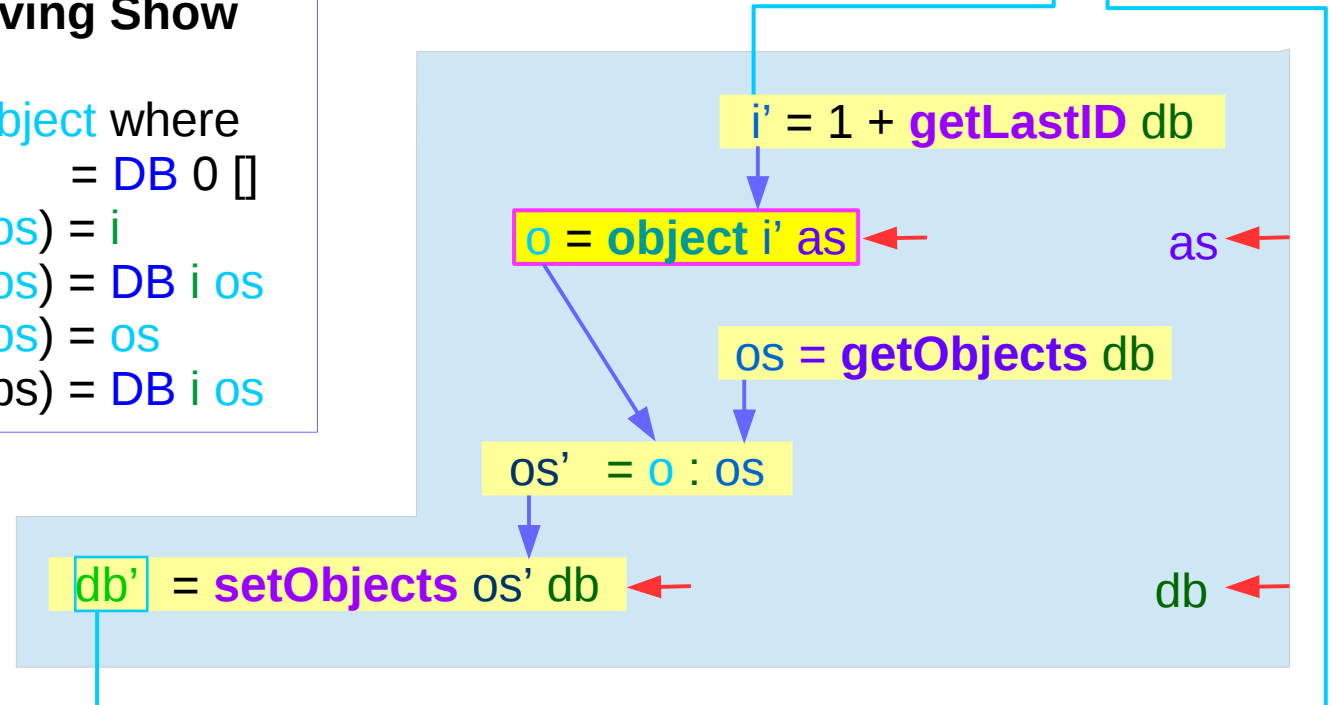 ving Show
bject where
= DB 0 []
os) = i
os) = DB i os
os) = os
os) = DB i os
i’ = 1 + getLastID db
o = object i’ as
as
os = getObjects db
os’ = o : os
db’ = setObjects os’ db
db